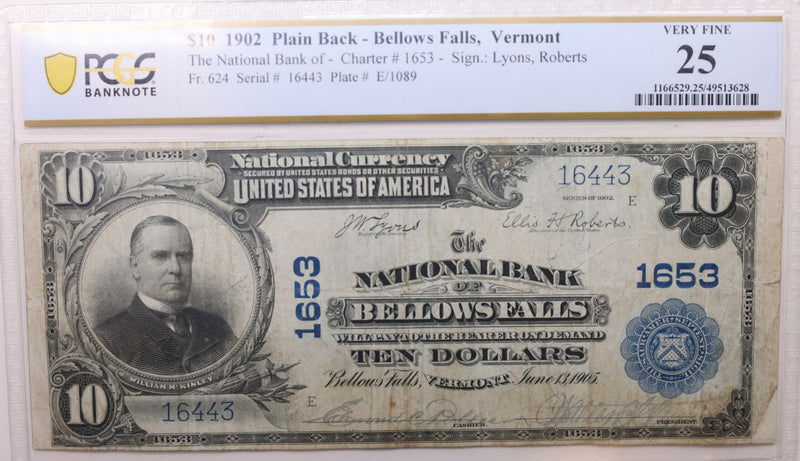 $10 1902 Plain Back - Bellows Falls, Vermont
The National Bank of - Charter # 1653 - Sign.: Lyons, Roberts
Fr. 624 Serial # 16443 Plate # E/1089
PCGS
BANKNOTE
VERY FINE
25
1166529.25/49513628
1653
1653
National Currency
SECURED BY UNITED STATES BONDS OR OTHER SECURITIES
UNITED STATES OF AMERICA
10
16443
E
SERIES OF 1902.
10
J W Lyons
Ellis H Roberts.
The
NATIONAL BANK
OF
BELLOWS FALLS
1653
1653
1653
WILL PAY TO THE BEARER ON DEMAND
TEN DOLLARS
Bellows Falls, VERMONT. June 13, 1905.
WILLIAM McKINLEY
10
16443
E
CASHIER.
1653
1653